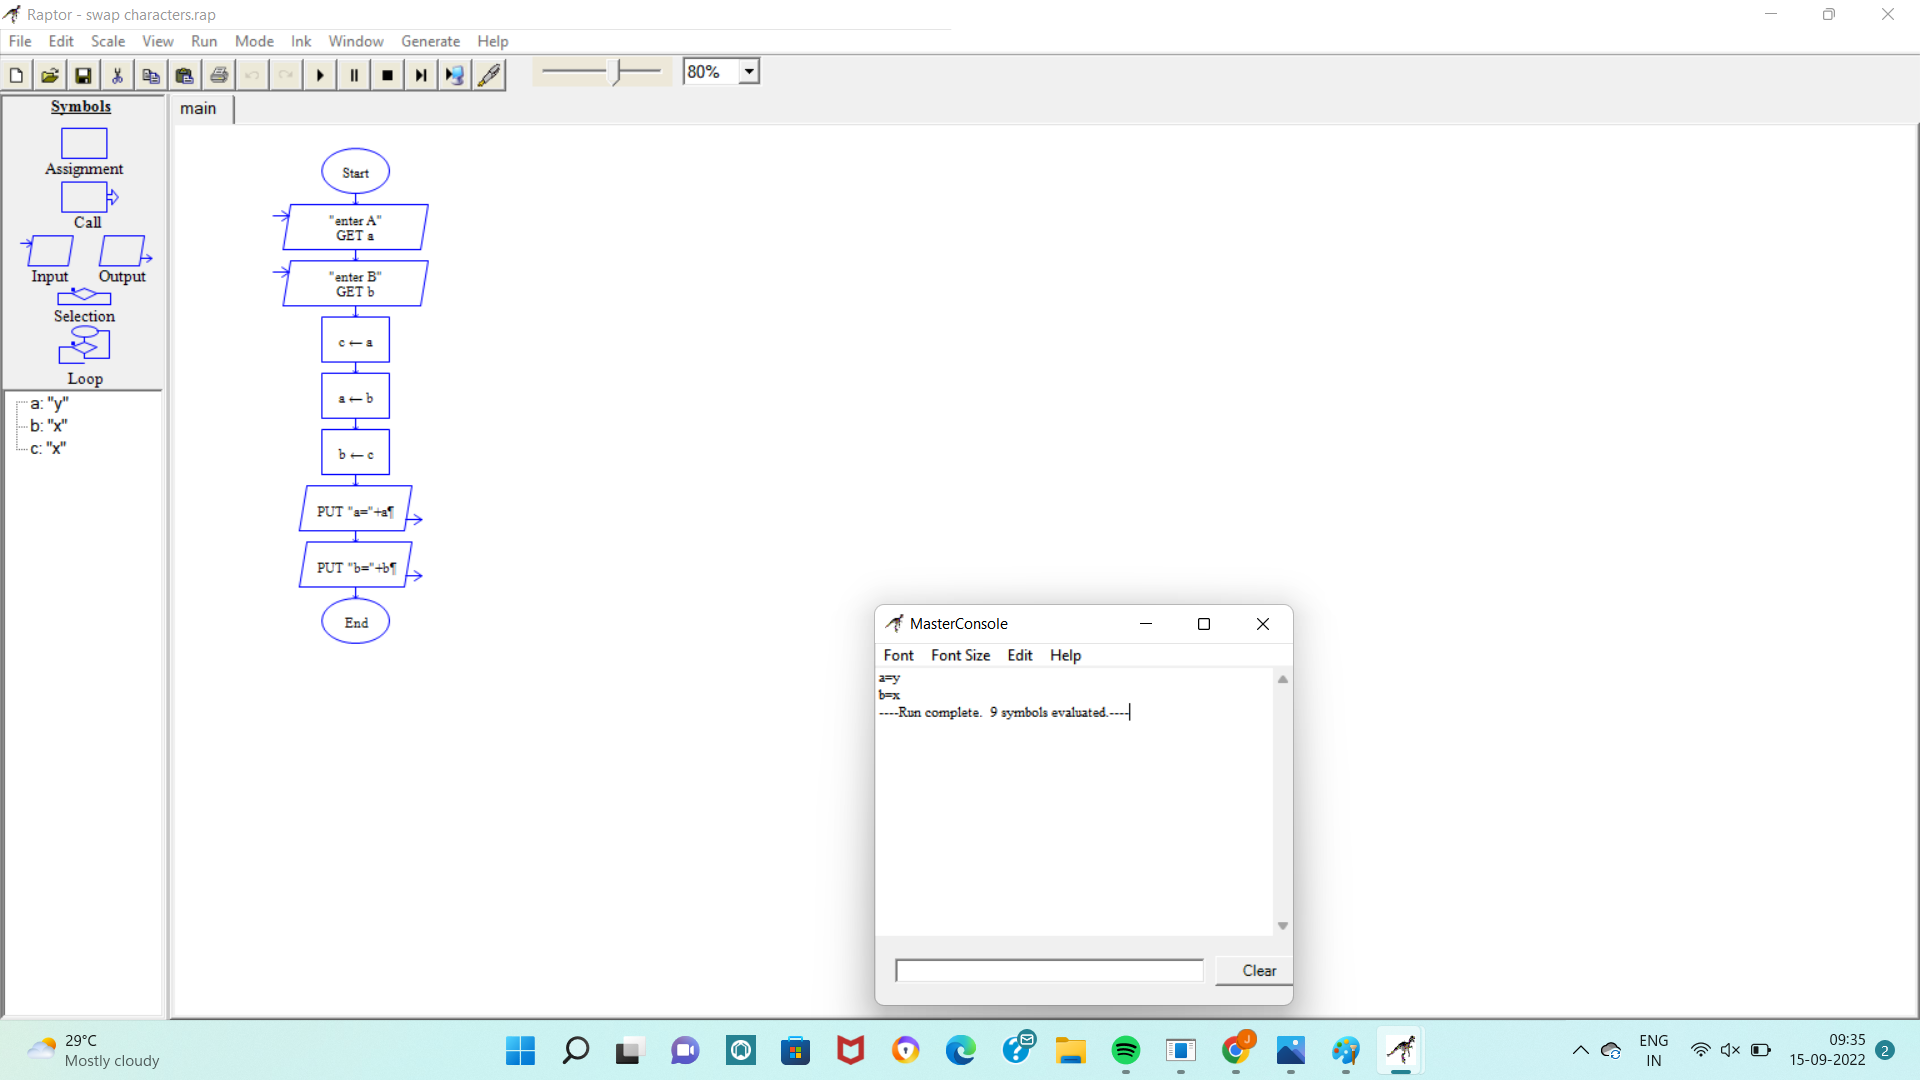 Raptor - swap characters.rap
File Edit Scale View Run Mode Ink Window Generate Help
80%
Symbols
Assignment
Call
Input Output
Selection
Loop
a: "y"
b: "x"
c: "x"
main
Start
"enter A"
GET a
"enter B"
GET b
c ← a
a ← b
b ← c
PUT "a="+a¶
PUT "b="+b¶
End
MasterConsole
Font Font Size Edit Help
a=y
b=x
----Run complete.  9 symbols evaluated.----
Clear
29°C
Mostly cloudy
J
ENG
IN
09:35
15-09-2022
2